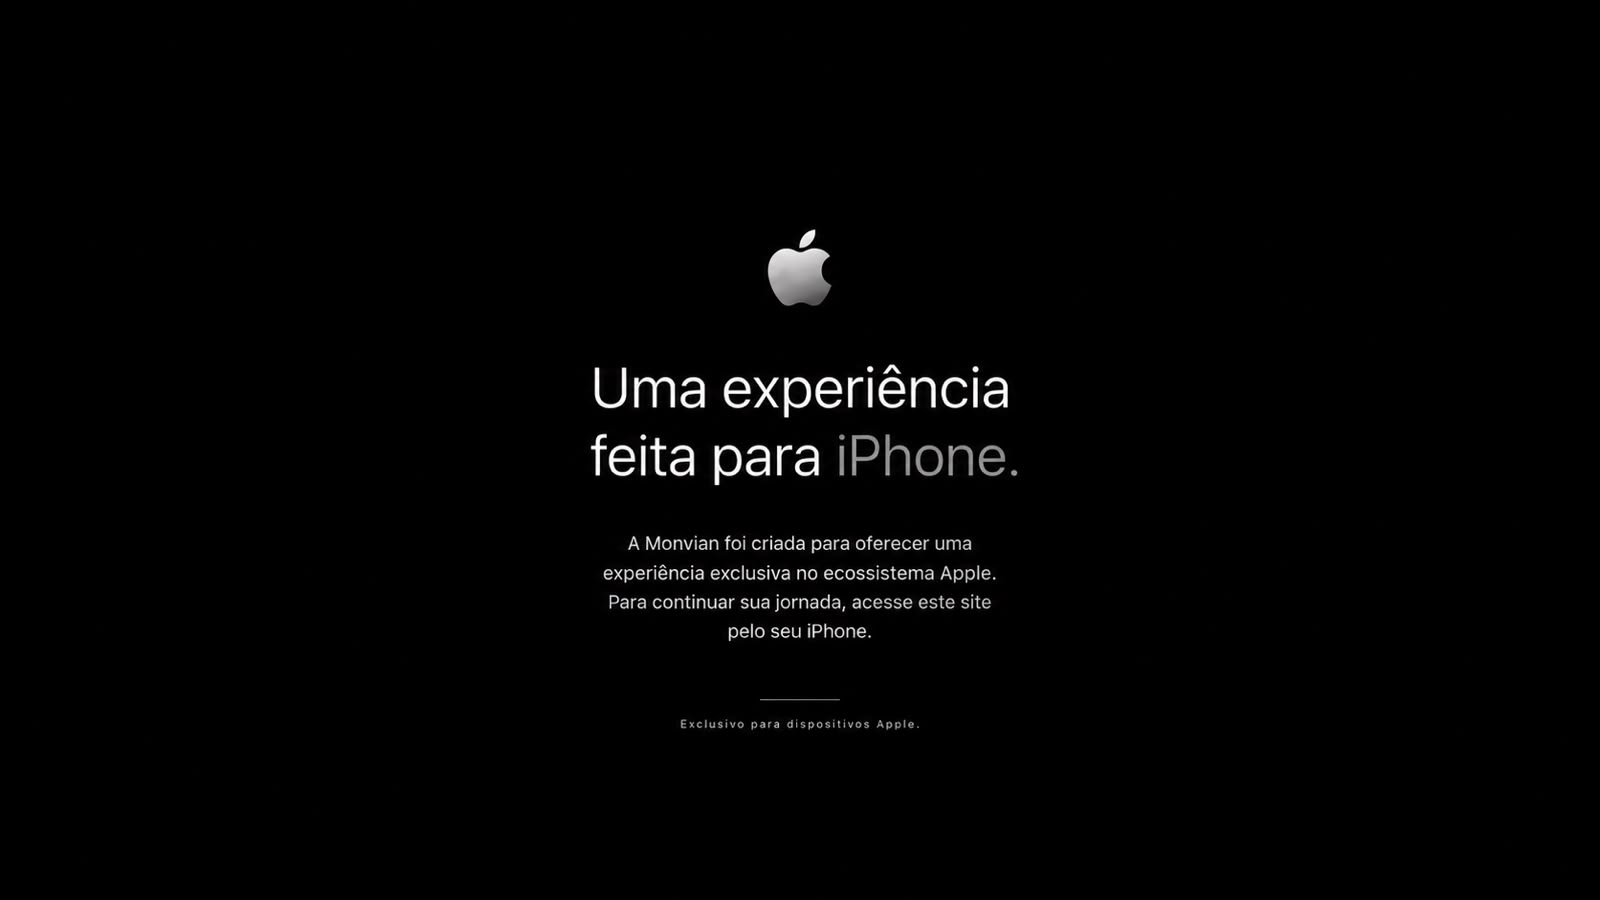 Uma experiência
feita para iPhone.
A Monvian foi criada para oferecer uma
experiência exclusiva no ecossistema Apple.
Para continuar sua jornada, acesse este site
pelo seu iPhone.
Exclusivo para dispositivos Apple.